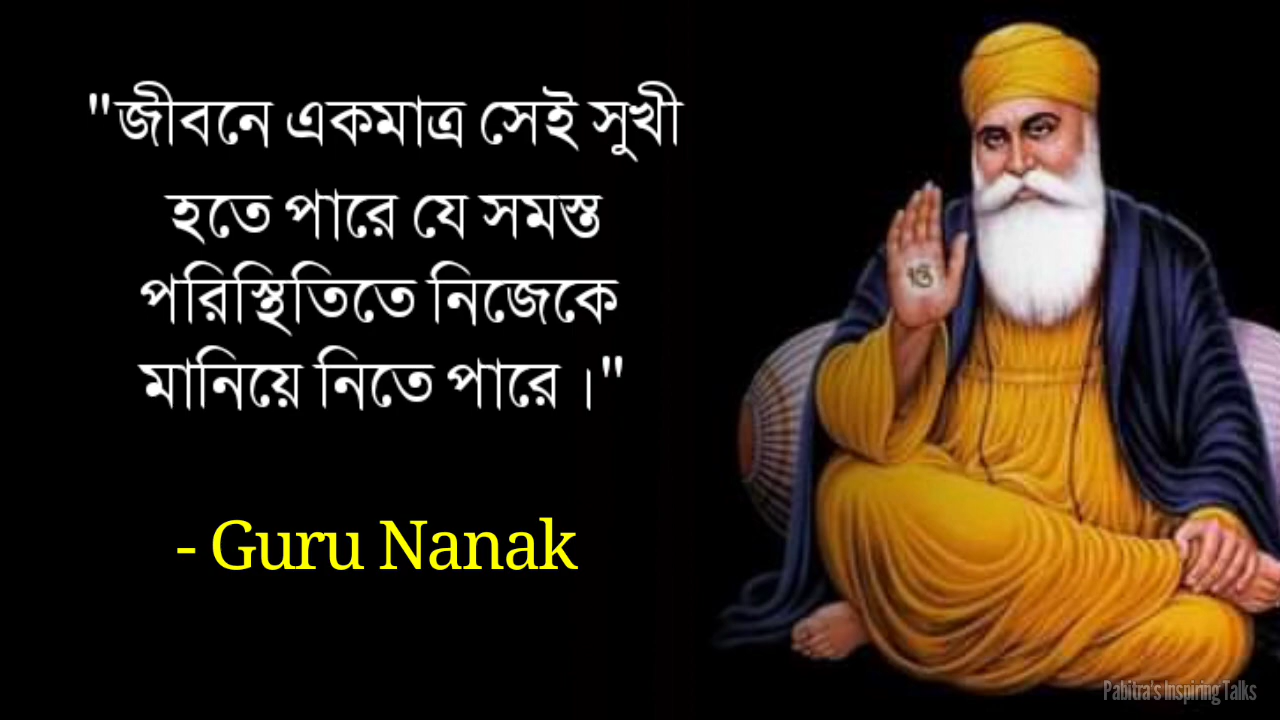 "জীবনে একমাত্র সেই সুখী
হতে পারে যে সমস্ত
পরিস্থিতিতে নিজেকে
মানিয়ে নিতে পারে ।"
- Guru Nanak
ੴ
Pabitra's Inspiring Talks